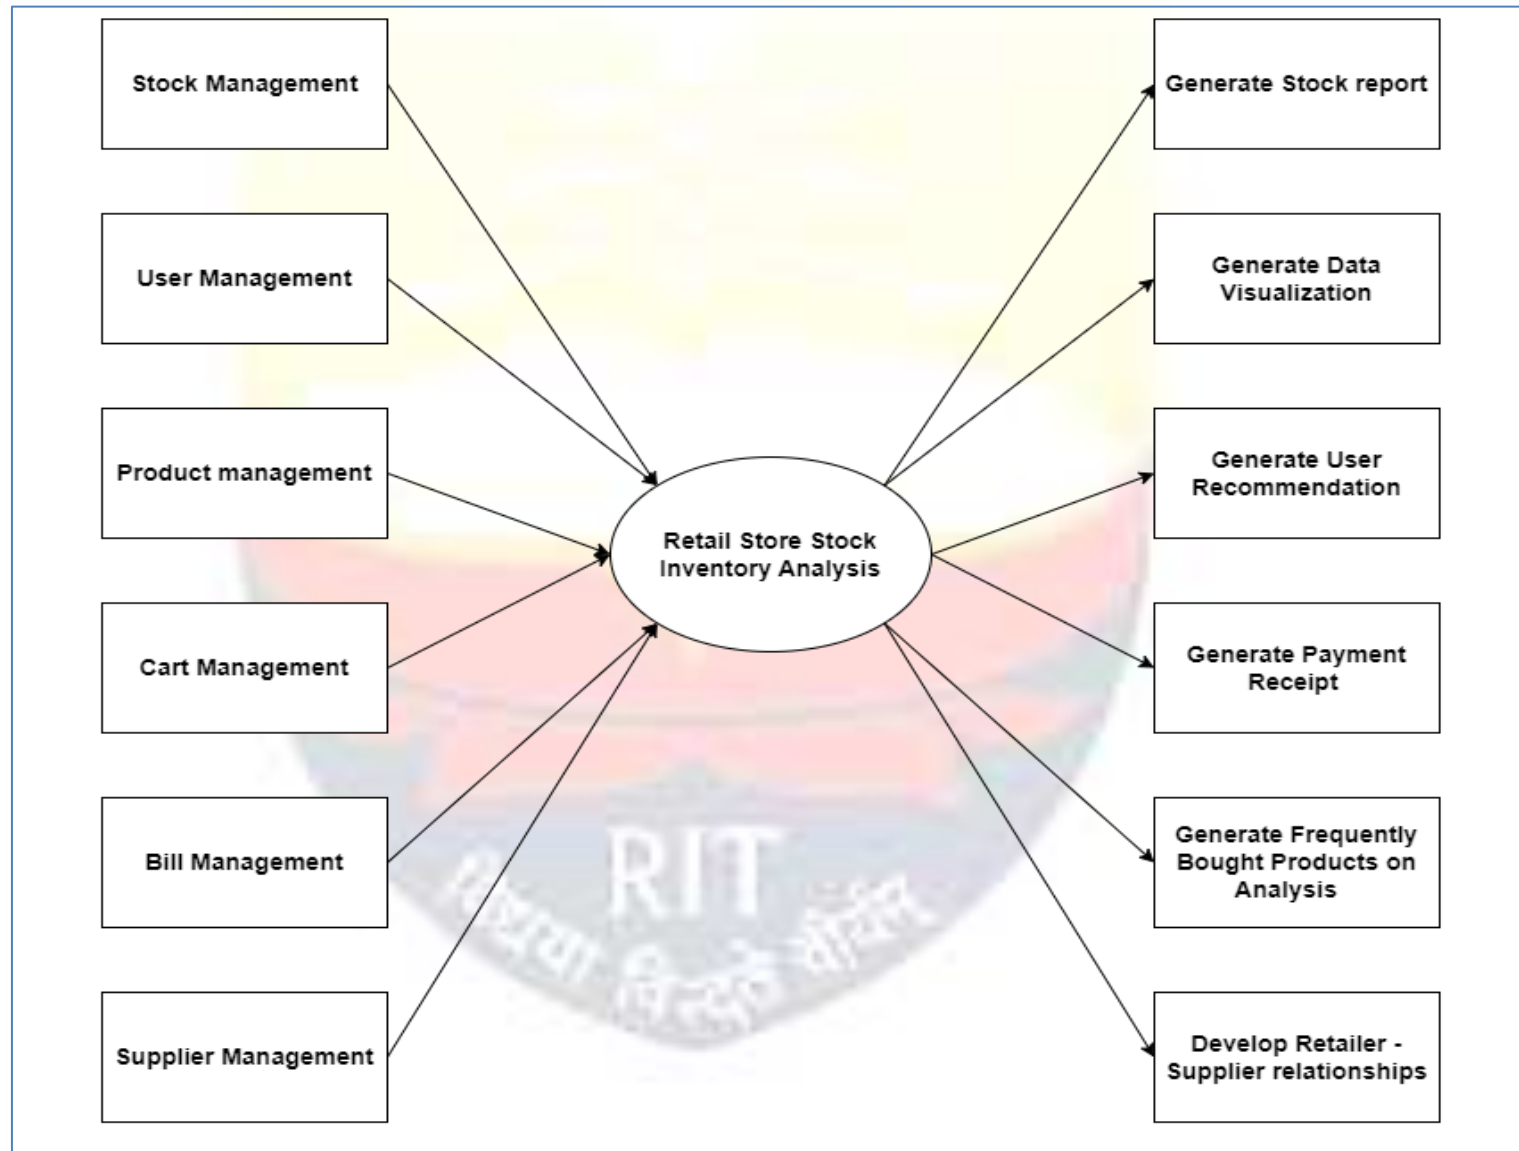 Stock Management
User Management
Product management
Cart Management
Bill Management
Supplier Management
Retail Store Stock
Inventory Analysis
Generate Stock report
Generate Data
Visualization
Generate User
Recommendation
Generate Payment
Receipt
Generate Frequently
Bought Products on
Analysis
Develop Retailer -
Supplier relationships
RIT